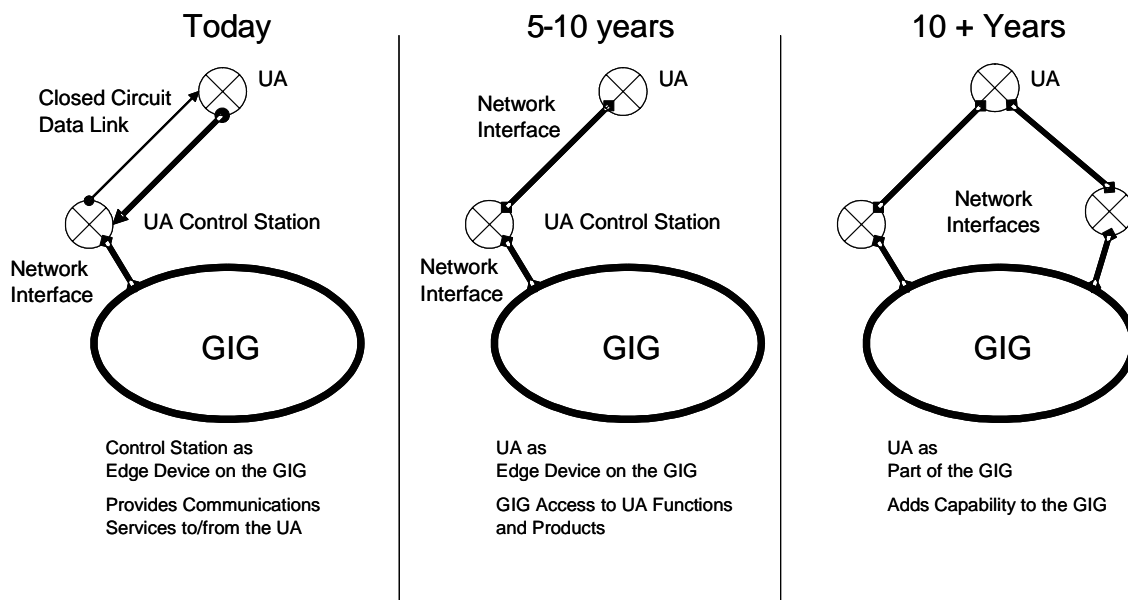 Today
UA
Closed Circuit
Data Link
UA Control Station
Network
Interface
GIG
Control Station as
Edge Device on the GIG
Provides Communications
Services to/from the UA
5-10 years
UA
Network
Interface
UA Control Station
Network
Interface
GIG
UA as
Edge Device on the GIG
GIG Access to UA Functions
and Products
10 + Years
UA
Network
Interfaces
GIG
UA as
Part of the GIG
Adds Capability to the GIG